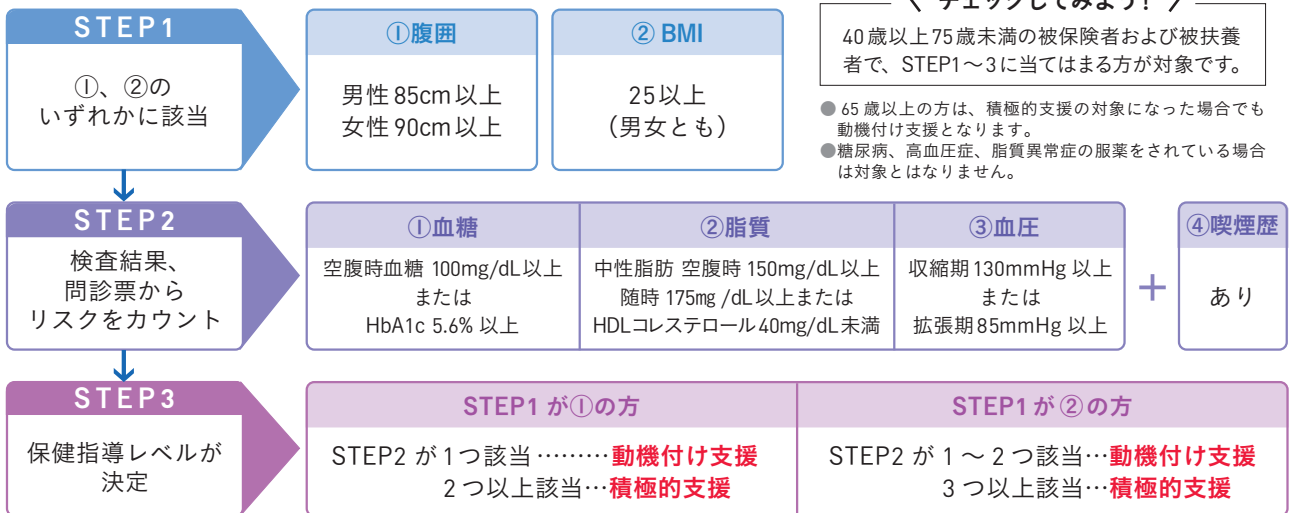 チェックしてみよう!
40歳以上75歳未満の被保険者および被扶養
者で、STEP1～3に当てはまる方が対象です。
● 65歳以上の方は、積極的支援の対象になった場合でも
動機付け支援となります。
●糖尿病、高血圧症、脂質異常症の服薬をされている場合
は対象とはなりません。
STEP1
①、②の
いずれかに該当
①腹囲
男性85cm以上
女性90cm以上
② BMI
25以上
(男女とも)
STEP2
検査結果、
問診票から
リスクをカウント
①血糖
空腹時血糖 100mg/dL以上
または
HbA1c 5.6% 以上
②脂質
中性脂肪 空腹時 150mg/dL以上
随時 175mg /dL以上または
HDLコレステロール40mg/dL未満
③血圧
収縮期130mmHg 以上
または
拡張期85mmHg 以上
+
④喫煙歴
あり
STEP3
保健指導レベルが
決定
STEP1 が①の方
STEP2 が1つ該当………動機付け支援
2つ以上該当…積極的支援
STEP1が②の方
STEP2 が 1～2つ該当…動機付け支援
3つ以上該当…積極的支援